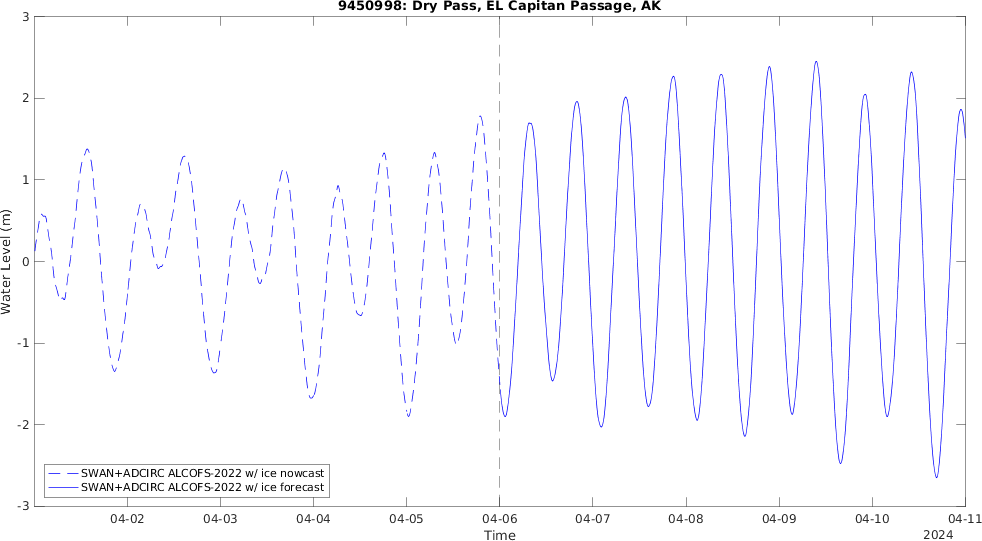 9450998: Dry Pass, EL Capitan Passage, AK
3
2
1
0
-1
-2
-3
Water Level (m)
SWAN+ADCIRC ALCOFS-2022 w/ ice nowcast
SWAN+ADCIRC ALCOFS-2022 w/ ice forecast
04-02 04-03 04-04 04-05 04-06 04-07 04-08 04-09 04-10 04-11
Time
2024